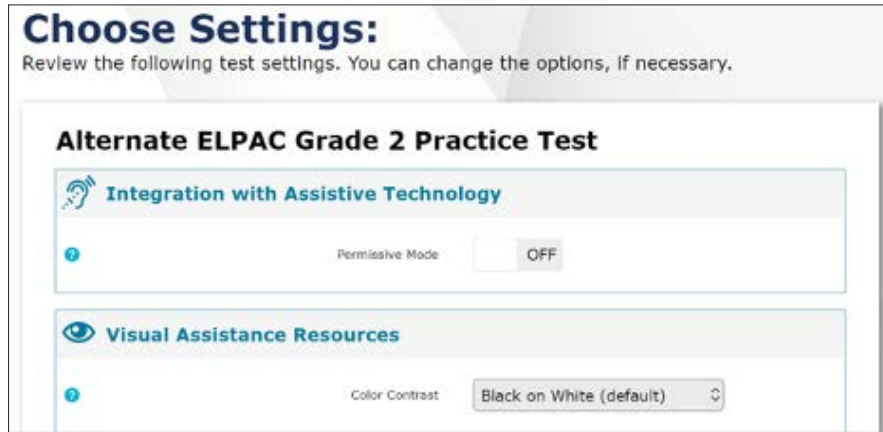 Choose Settings:
Review the following test settings. You can change the options, if necessary.
Alternate ELPAC Grade 2 Practice Test
Integration with Assistive Technology
? Permissive Mode OFF
Visual Assistance Resources
? Color Contrast Black on White (default)